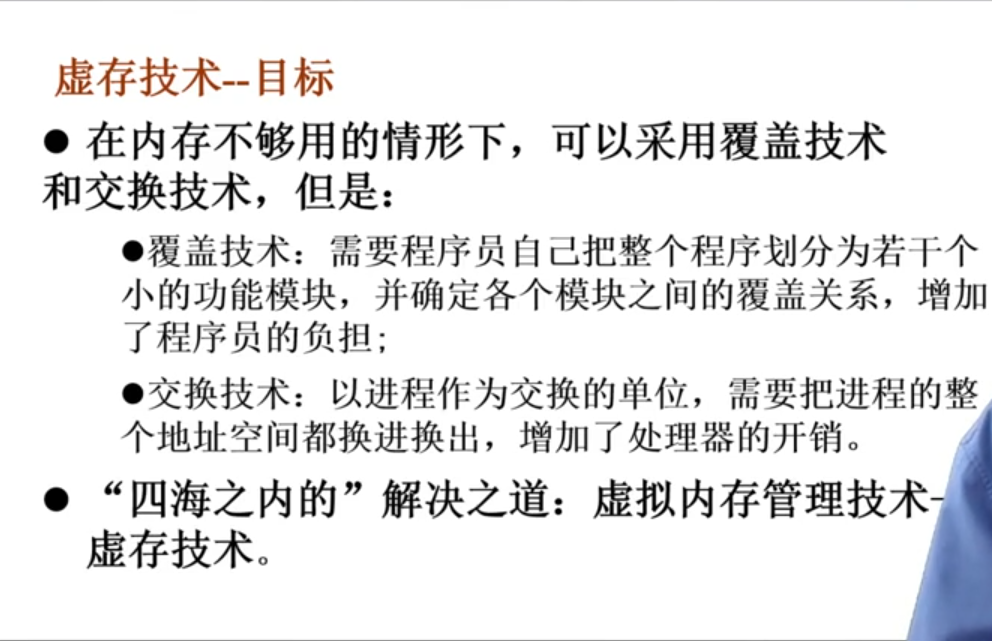 虚存技术--目标
● 在内存不够用的情形下，可以采用覆盖技术
和交换技术，但是：
●覆盖技术：需要程序员自己把整个程序划分为若干个
小的功能模块，并确定各个模块之间的覆盖关系，增加
了程序员的负担；
●交换技术：以进程作为交换的单位，需要把进程的整
个地址空间都换进换出，增加了处理器的开销。
● “四海之内的”解决之道：虚拟内存管理技术-
虚存技术。